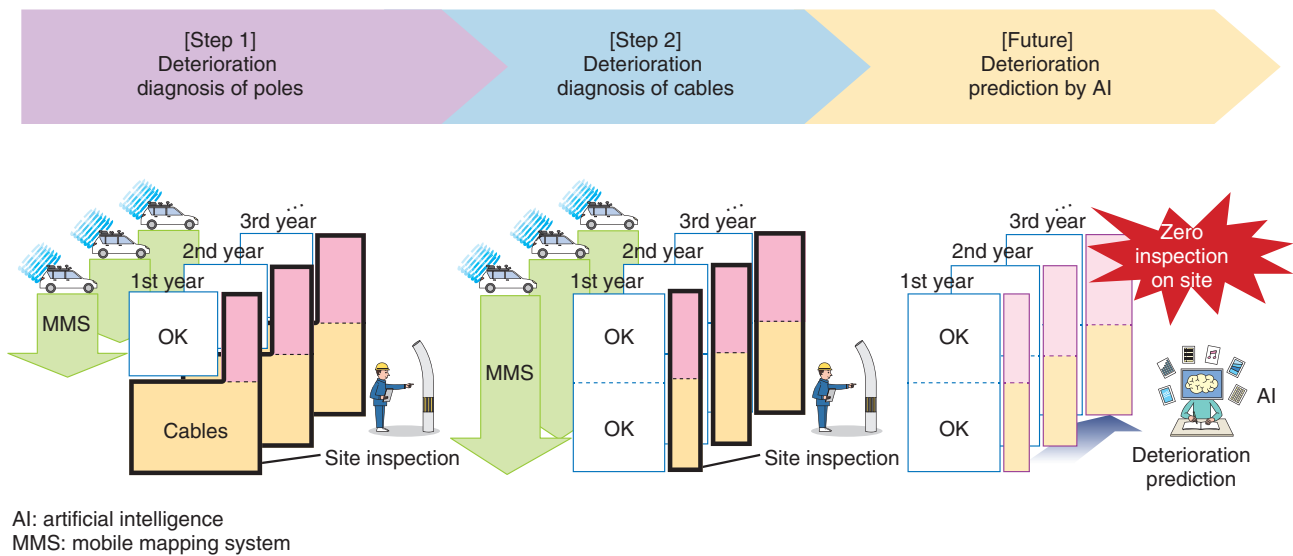 [Step 1]
Deterioration
diagnosis of poles
[Step 2]
Deterioration
diagnosis of cables
[Future]
Deterioration
prediction by AI
...
3rd year
2nd year
1st year
MMS
OK
Cables
Site inspection
...
3rd year
2nd year
1st year
MMS
OK
OK
Site inspection
...
3rd year
2nd year
1st year
OK
OK
Zero
inspection
on site
AI
Deterioration
prediction
AI: artificial intelligence
MMS: mobile mapping system